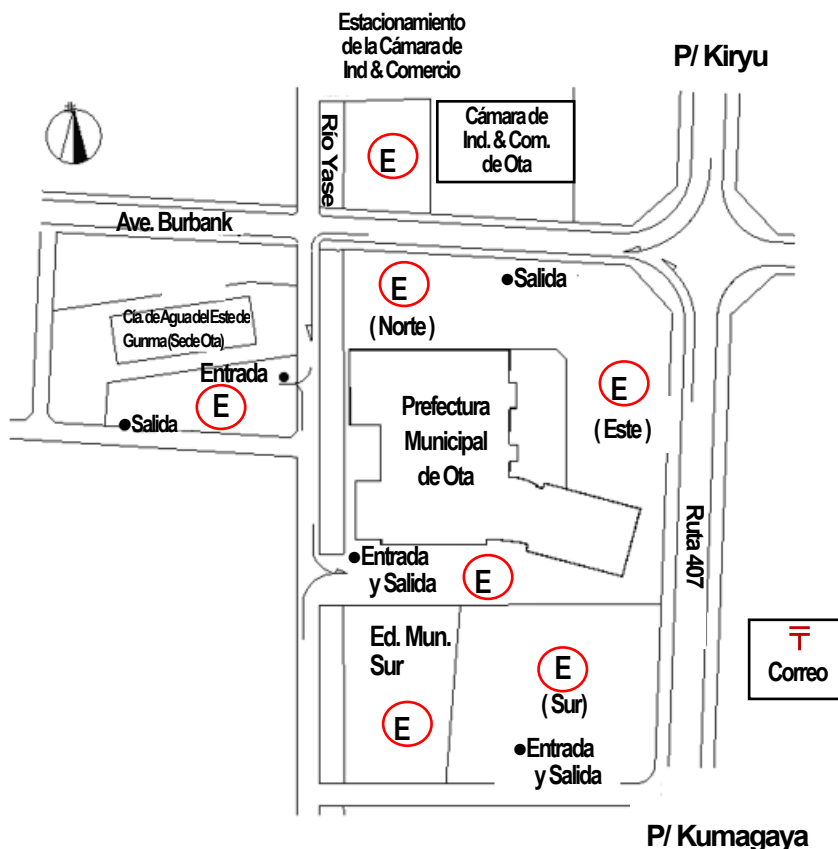 Estacionamiento
de la Cámara de
Ind & Comercio
P/ Kiryu
Río Yase
E
Cámara de
Ind. & Com.
de Ota
Ave. Burbank
E
(Norte)
Salida
Cía. de Agua del Este de
Gunma (Sede Ota)
Entrada
E
Salida
Prefectura
Municipal
de Ota
E
(Este)
Ruta 407
Entrada
y Salida
E
Ed. Mun.
Sur
E
E
(Sur)
Entrada
y Salida
〒
Correo
P/ Kumagaya